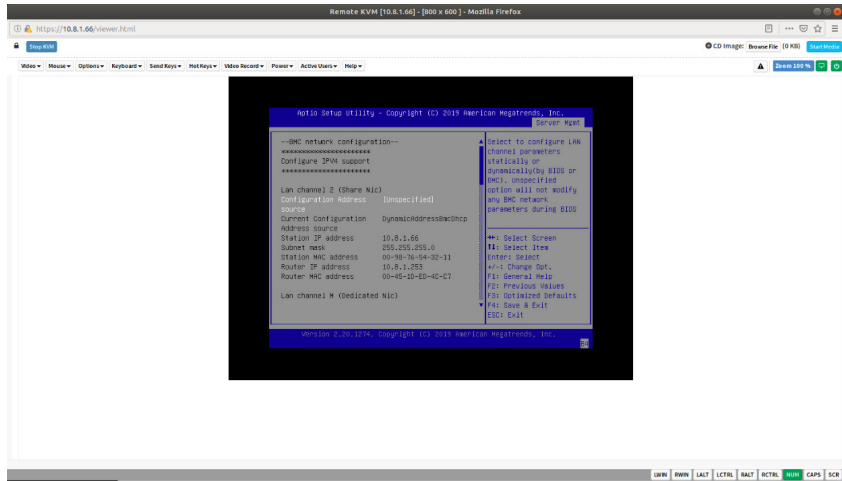 Remote KVM [10.8.1.66] - [800 x 600 ] - Mozilla Firefox
https://10.8.1.66/viewer.html
Stop KVM
CD Image: Browse File (0 KB) Start Media
Video Mouse Options Keyboard Send Keys Hot Keys Video Record Power Active Users Help
Zoom 100 %
Aptio Setup Utility - Copyright (C) 2019 American Megatrends, Inc.
Server Mgmt
--BMC network configuration--
**********************
Configure IPV4 support
**********************
Lan channel 2 (Share Nic)
Configuration Address [Unspecified]
source
Current Configuration DynamicAddressBmcDhcp
Address source
Station IP address 10.8.1.66
Subnet mask 255.255.255.0
Station MAC address 00-98-76-54-32-11
Router IP address 10.8.1.253
Router MAC address 00-45-1D-ED-4C-C7
Lan channel M (Dedicated Nic)
Select to configure LAN
channel parameters
statically or
dynamically(by BIOS or
BMC). Unspecified
option will not modify
any BMC network
parameters during BIOS
: Select Screen
: Select Item
Enter: Select
+/-: Change Opt.
F1: General Help
F2: Previous Values
F3: Optimized Defaults
F4: Save & Exit
ESC: Exit
Version 2.20.1274. Copyright (C) 2019 American Megatrends, Inc.
LWIN RWIN LALT LCTRL RALT RCTRL NUM CAPS SCR